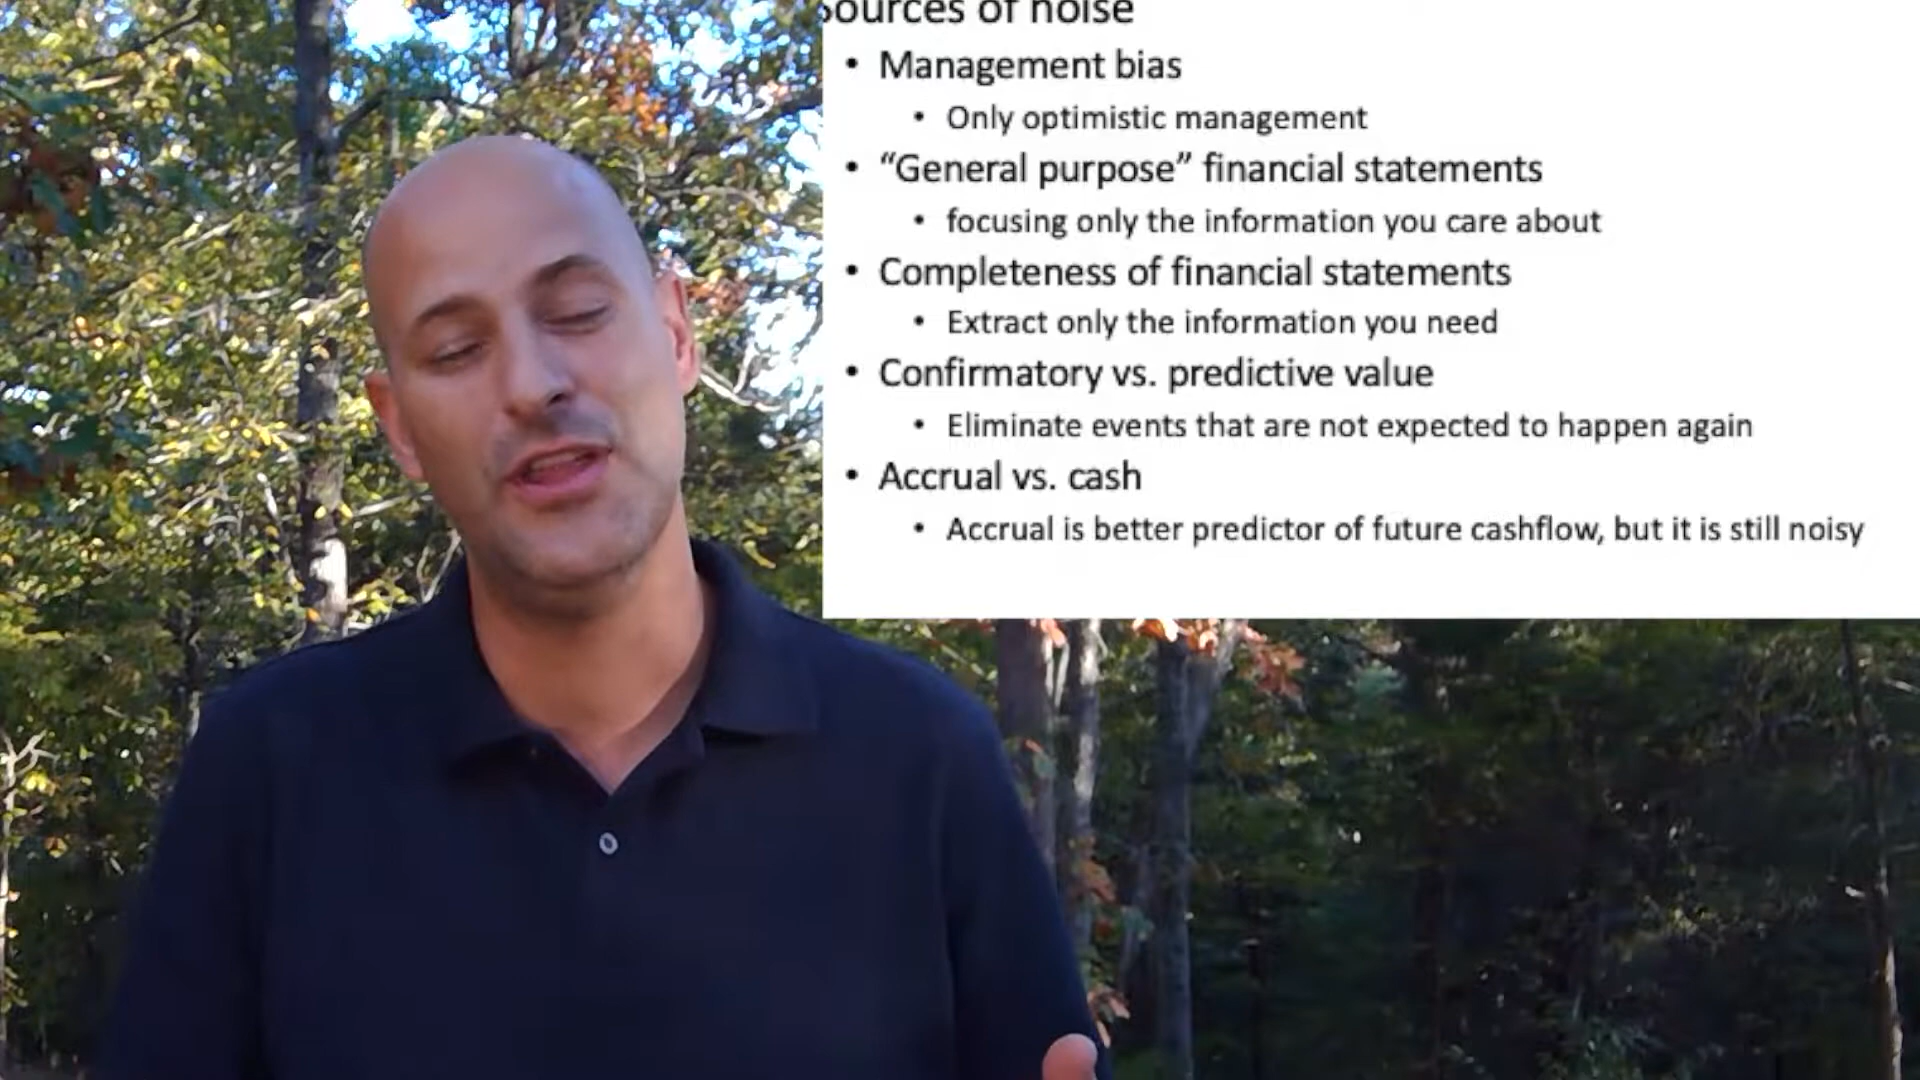 Sources of noise
• Management bias
• Only optimistic management
• “General purpose” financial statements
• focusing only the information you care about
• Completeness of financial statements
• Extract only the information you need
• Confirmatory vs. predictive value
• Eliminate events that are not expected to happen again
• Accrual vs. cash
• Accrual is better predictor of future cashflow, but it is still noisy